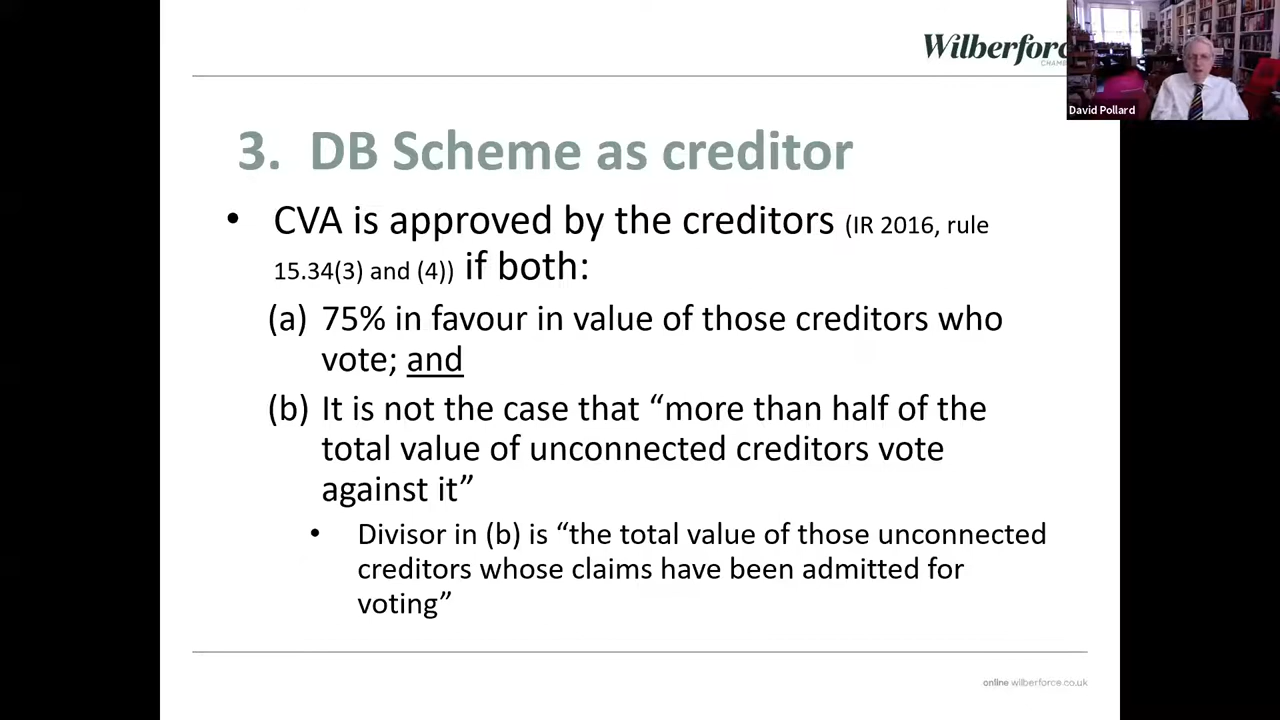 Wilberforce
CHAM
David Pollard
3. DB Scheme as creditor
• CVA is approved by the creditors (IR 2016, rule
15.34(3) and (4)) if both:
(a) 75% in favour in value of those creditors who
vote; and
(b) It is not the case that “more than half of the
total value of unconnected creditors vote
against it”
• Divisor in (b) is “the total value of those unconnected
creditors whose claims have been admitted for
voting”
online wilberforce.co.uk